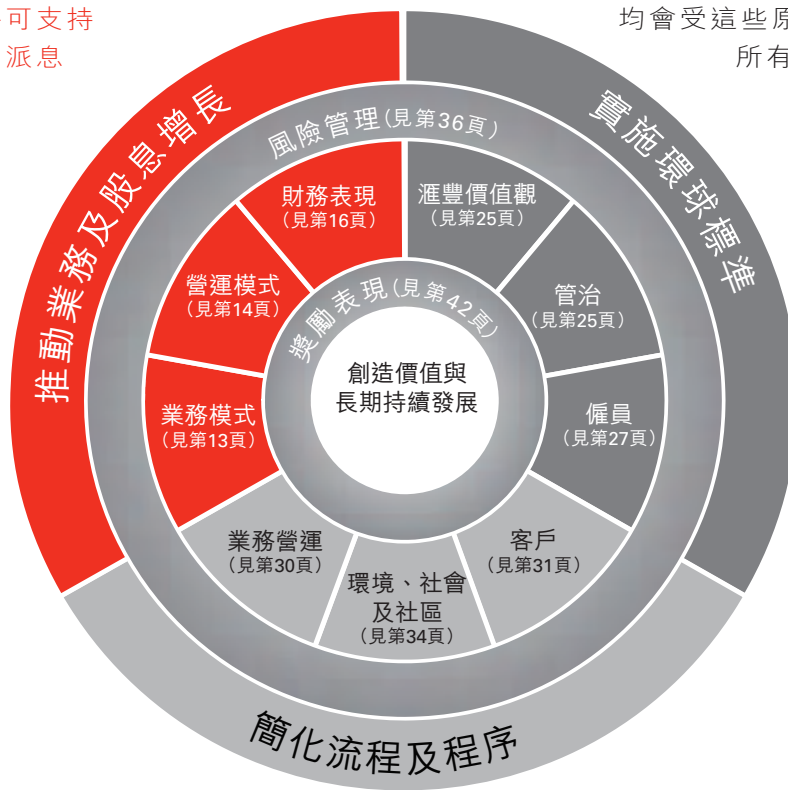 可支持
派息
均會受這些原
所有
推動業務及股息增長
實施環球標準
風險管理(見第36頁)
財務表現
(見第16頁)
滙豐價值觀
(見第25頁)
營運模式
(見第14頁)
管治
(見第25頁)
獎勵表現(見第42頁)
創造價值與
長期持續發展
業務模式
(見第13頁)
僱員
(見第27頁)
業務營運
(見第30頁)
環境、社會
及社區
(見第34頁)
客戶
(見第31頁)
簡化流程及程序